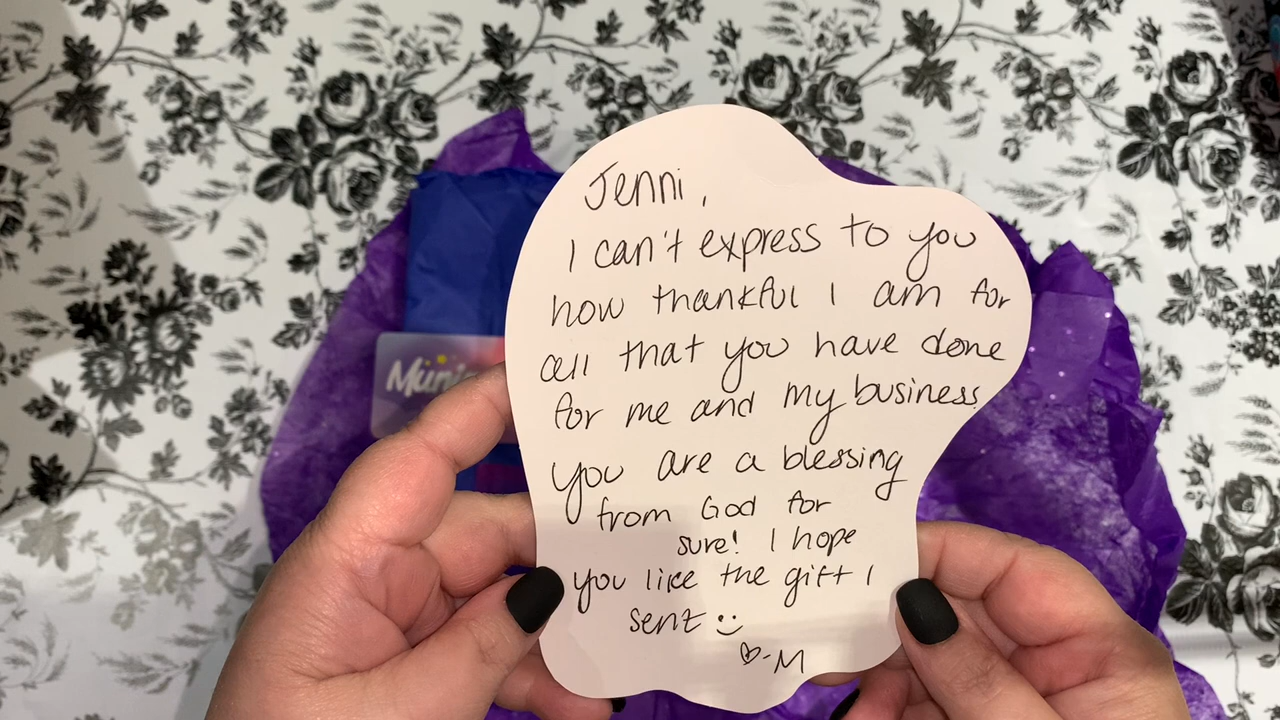 Jenni,
I can't express to you
how thankful I am for
all that you have done
for me and my business.
you are a blessing
from God for
sure! I hope
you like the gift I
sent :)
♡-M